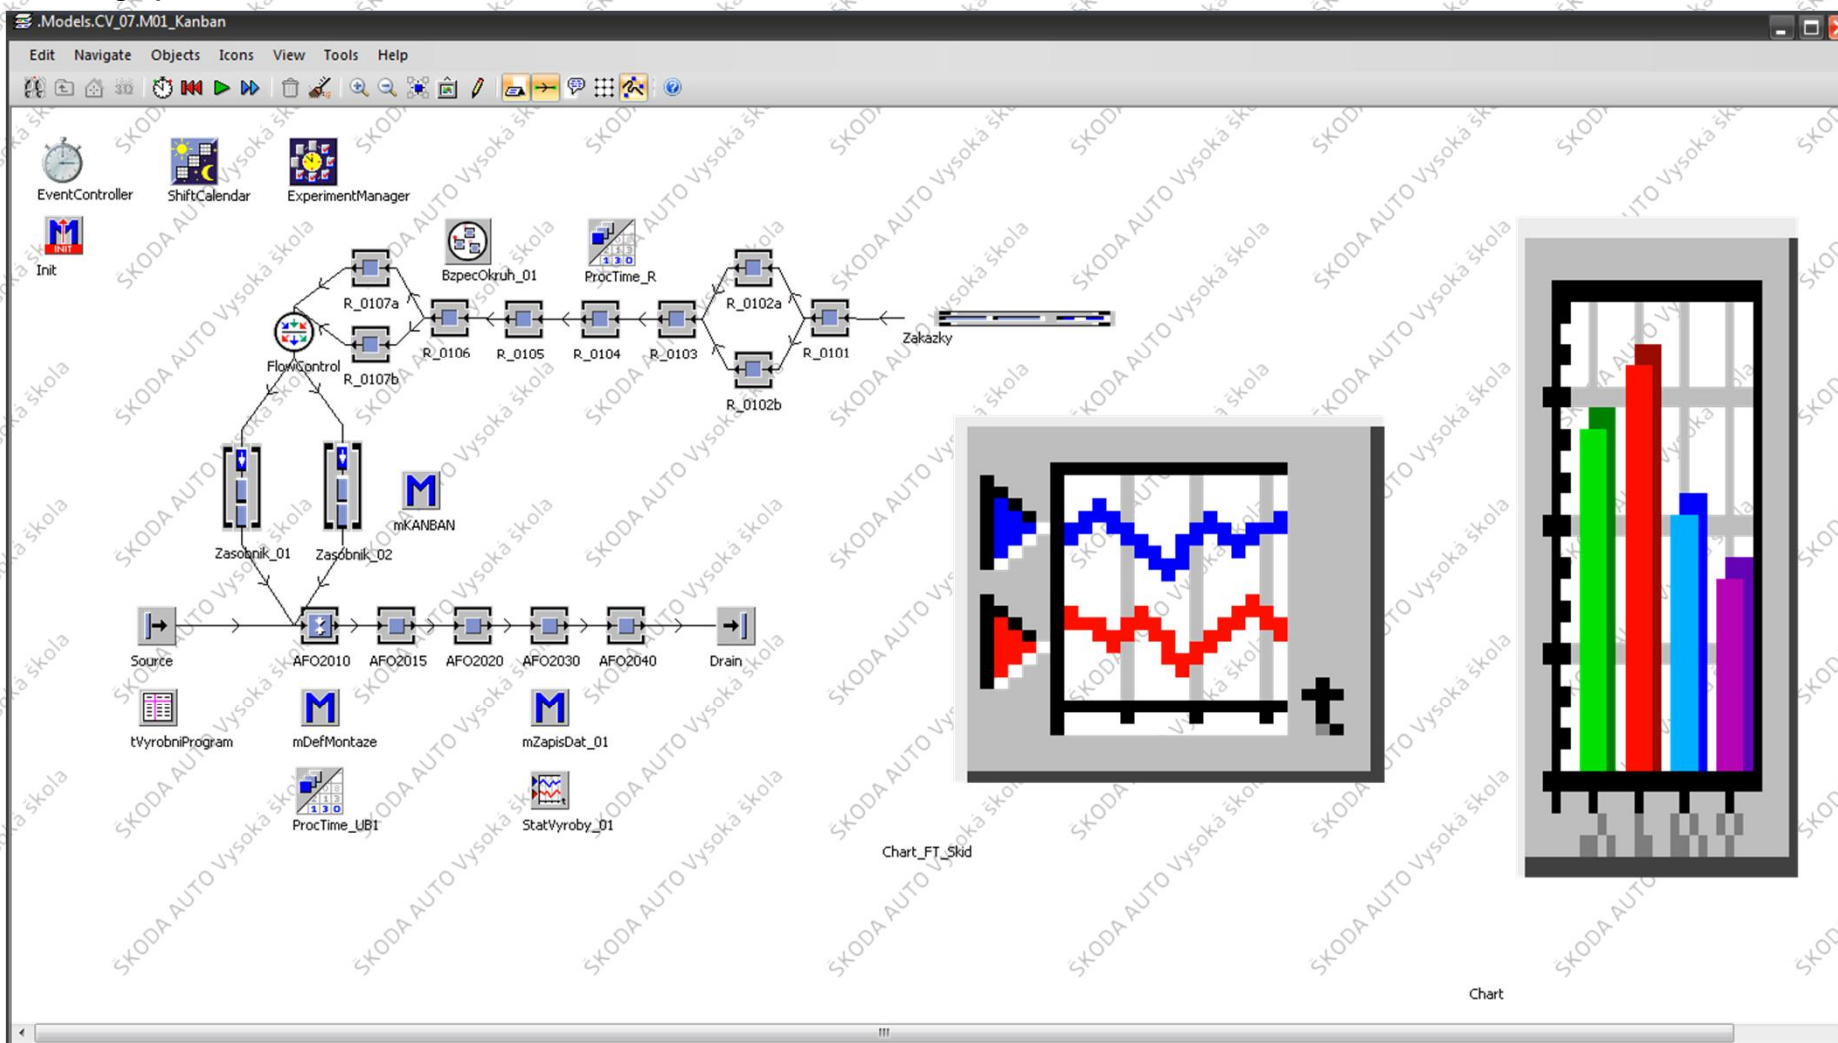 .Models.CV_07.M01_Kanban
Edit Navigate Objects Icons View Tools Help
EventController
ShiftCalendar
ExperimentManager
Init
BzpecOkruh_01
ProcTime_R
R_0107a
R_0102a
Zakazky
FlowControl
R_0107b
R_0106
R_0105
R_0104
R_0103
R_0101
R_0102b
mKANBAN
Zasobnik_01
Zasobnik_02
Source
AFO2010
AFO2015
AFO2020
AFO2030
AFO2040
Drain
tVyrobniProgram
mDefMontaze
mZapisDat_01
ProcTime_UB1
StatVyroby_01
Chart_FT_Skid
Chart
ŠKODA AUTO Vysoká škola